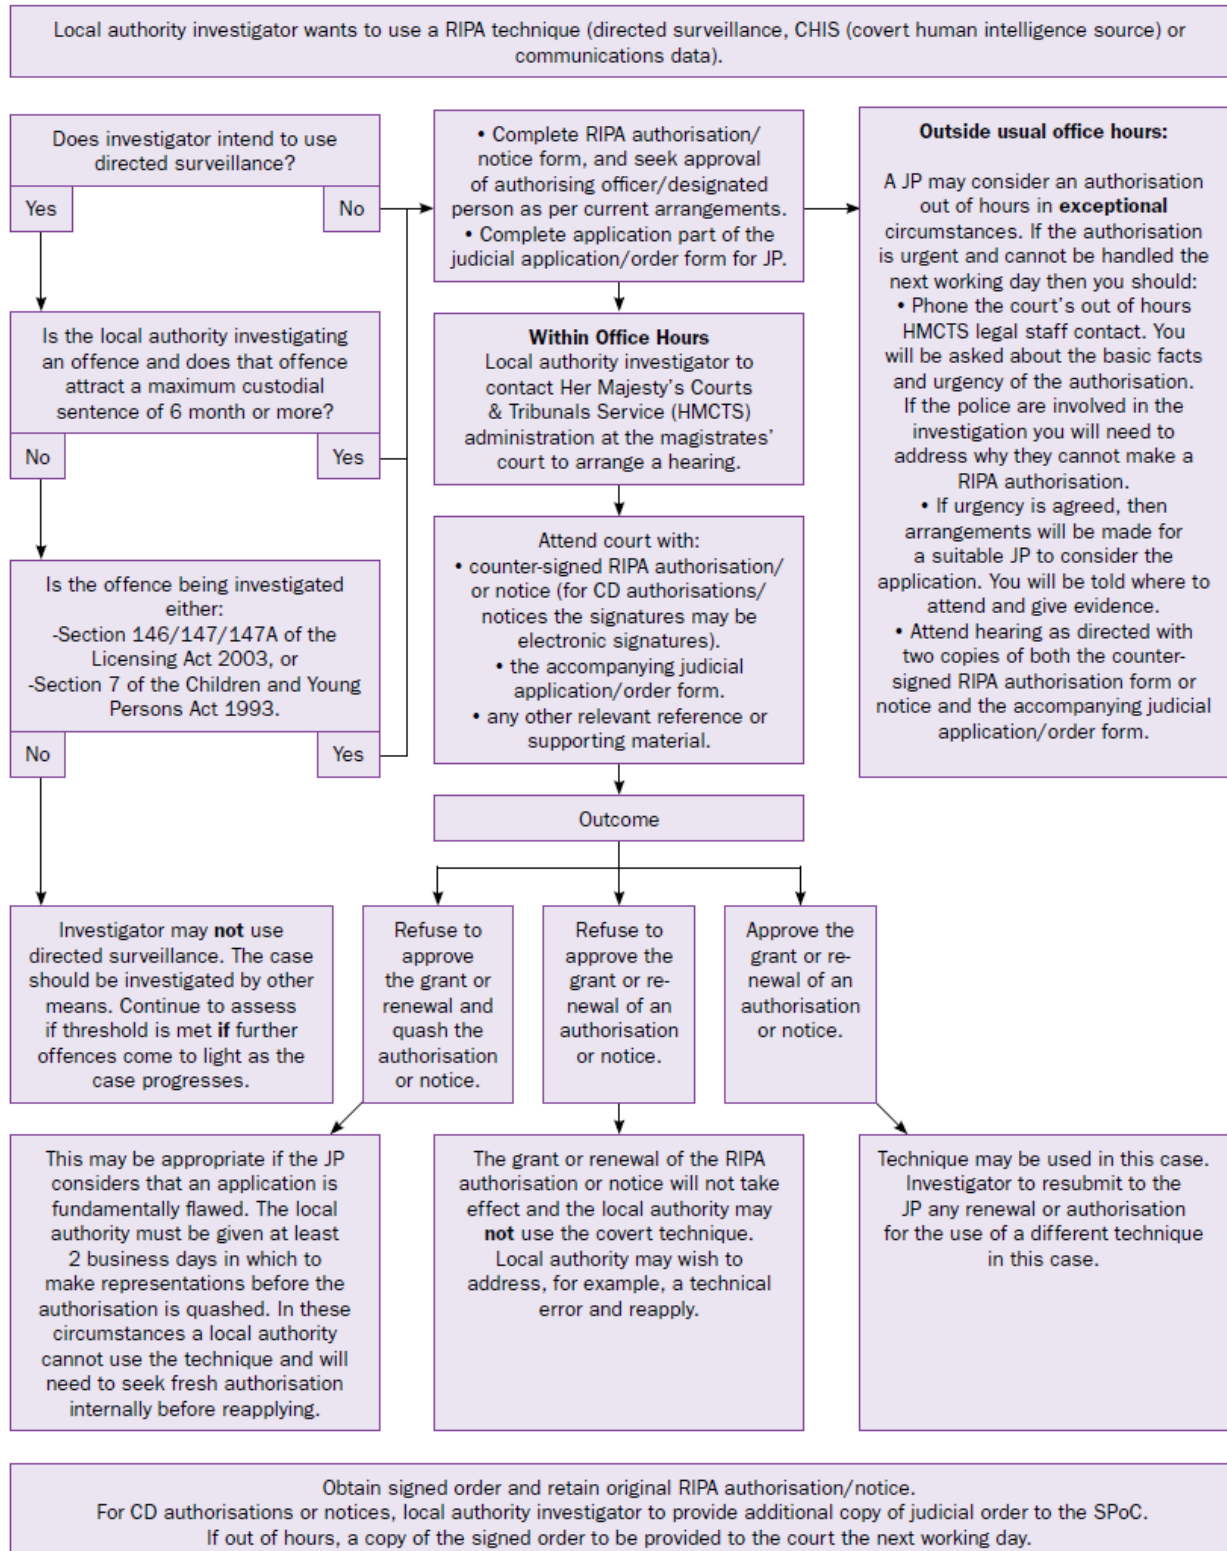 Local authority investigator wants to use a RIPA technique (directed surveillance, CHIS (covert human intelligence source) or
communications data).
Does investigator intend to use
directed surveillance?
Yes
No
Is the local authority investigating
an offence and does that offence
attract a maximum custodial
sentence of 6 month or more?
No
Yes
Is the offence being investigated
either:
-Section 146/147/147A of the
Licensing Act 2003, or
-Section 7 of the Children and Young
Persons Act 1993.
No
Yes
• Complete RIPA authorisation/
notice form, and seek approval
of authorising officer/designated
person as per current arrangements.
• Complete application part of the
judicial application/order form for JP.
Within Office Hours
Local authority investigator to
contact Her Majesty's Courts
& Tribunals Service (HMCTS)
administration at the magistrates'
court to arrange a hearing.
Attend court with:
• counter-signed RIPA authorisation/
or notice (for CD authorisations/
notices the signatures may be
electronic signatures).
• the accompanying judicial
application/order form.
• any other relevant reference or
supporting material.
Outside usual office hours:
A JP may consider an authorisation
out of hours in exceptional
circumstances. If the authorisation
is urgent and cannot be handled the
next working day then you should:
• Phone the court's out of hours
HMCTS legal staff contact. You
will be asked about the basic facts
and urgency of the authorisation.
If the police are involved in the
investigation you will need to
address why they cannot make a
RIPA authorisation.
• If urgency is agreed, then
arrangements will be made for
a suitable JP to consider the
application. You will be told where to
attend and give evidence.
• Attend hearing as directed with
two copies of both the counter-
signed RIPA authorisation form or
notice and the accompanying judicial
application/order form.
Outcome
Investigator may not use
directed surveillance. The case
should be investigated by other
means. Continue to assess
if threshold is met if further
offences come to light as the
case progresses.
Refuse to
approve
the grant or
renewal and
quash the
authorisation
or notice.
Refuse to
approve the
grant or re-
newal of an
authorisation
or notice.
Approve the
grant or re-
newal of an
authorisation
or notice.
This may be appropriate if the JP
considers that an application is
fundamentally flawed. The local
authority must be given at least
2 business days in which to
make representations before the
authorisation is quashed. In these
circumstances a local authority
cannot use the technique and will
need to seek fresh authorisation
internally before reapplying.
The grant or renewal of the RIPA
authorisation or notice will not take
effect and the local authority may
not use the covert technique.
Local authority may wish to
address, for example, a technical
error and reapply.
Technique may be used in this case.
Investigator to resubmit to the
JP any renewal or authorisation
for the use of a different technique
in this case.
Obtain signed order and retain original RIPA authorisation/notice.
For CD authorisations or notices, local authority investigator to provide additional copy of judicial order to the SPoC.
If out of hours, a copy of the signed order to be provided to the court the next working day.